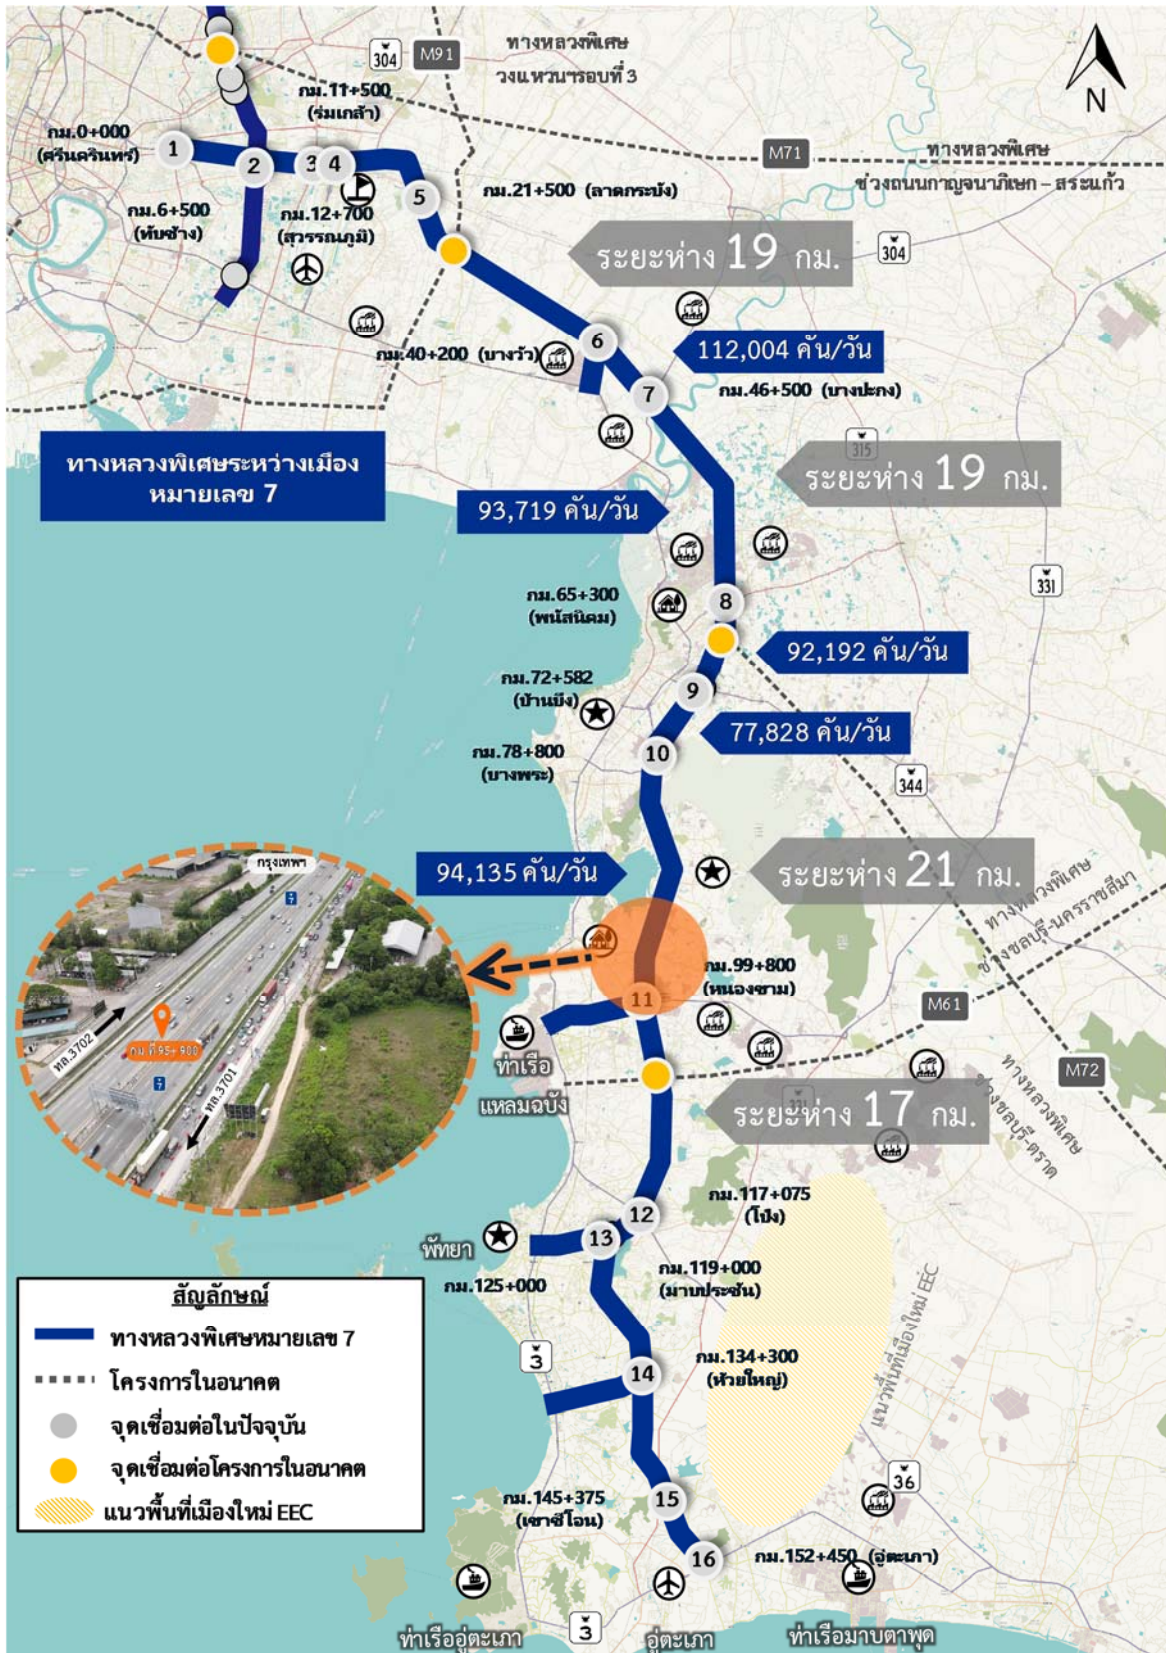 ทางหลวงพิเศษ
วงแหวนฯรอบที่ 3
304
M91
N
กม.11+500
(ร่มเกล้า)
กม.0+000
(ศรีนครินทร์)
1
2
3
4
5
M71
ทางหลวงพิเศษ
ช่วงถนนกาญจนาภิเษก – สระแก้ว
กม.21+500 (ลาดกระบัง)
กม.6+500
(ทับช้าง)
กม.12+700
(สุวรรณภูมิ)
ระยะห่าง 19 กม.
304
กม.40+200 (บางวัว)
6
112,004 คัน/วัน
7
กม.46+500 (บางปะกง)
315
ทางหลวงพิเศษระหว่างเมือง
หมายเลข 7
ระยะห่าง 19 กม.
93,719 คัน/วัน
331
กม.65+300
(พนัสนิคม)
8
92,192 คัน/วัน
กม.72+582
(บ้านบึง)
9
77,828 คัน/วัน
กม.78+800
(บางพระ)
10
344
94,135 คัน/วัน
ระยะห่าง 21 กม.
ทางหลวงพิเศษ
ช่วงชลบุรี-นครราชสีมา
กรุงเทพฯ
7
ทล.3702
กม.ที่ 95+900
7
ทล.3701
กม.99+800
(หนองขาม)
11
M61
ท่าเรือ
แหลมฉบัง
M72
ทางหลวงพิเศษ
ช่วงชลบุรี-ตราด
331
ระยะห่าง 17 กม.
กม.117+075
(โป่ง)
12
13
พัทยา
กม.125+000
กม.119+000
(มาบประชัน)
แนวพื้นที่เมืองใหม่ EEC
3
กม.134+300
(ห้วยใหญ่)
14
สัญลักษณ์
ทางหลวงพิเศษหมายเลข 7
โครงการในอนาคต
จุดเชื่อมต่อในปัจจุบัน
จุดเชื่อมต่อโครงการในอนาคต
แนวพื้นที่เมืองใหม่ EEC
36
กม.145+375
(เขาชีโอน)
15
16
กม.152+450 (อู่ตะเภา)
ท่าเรืออู่ตะเภา
3
อู่ตะเภา
ท่าเรือมาบตาพุด